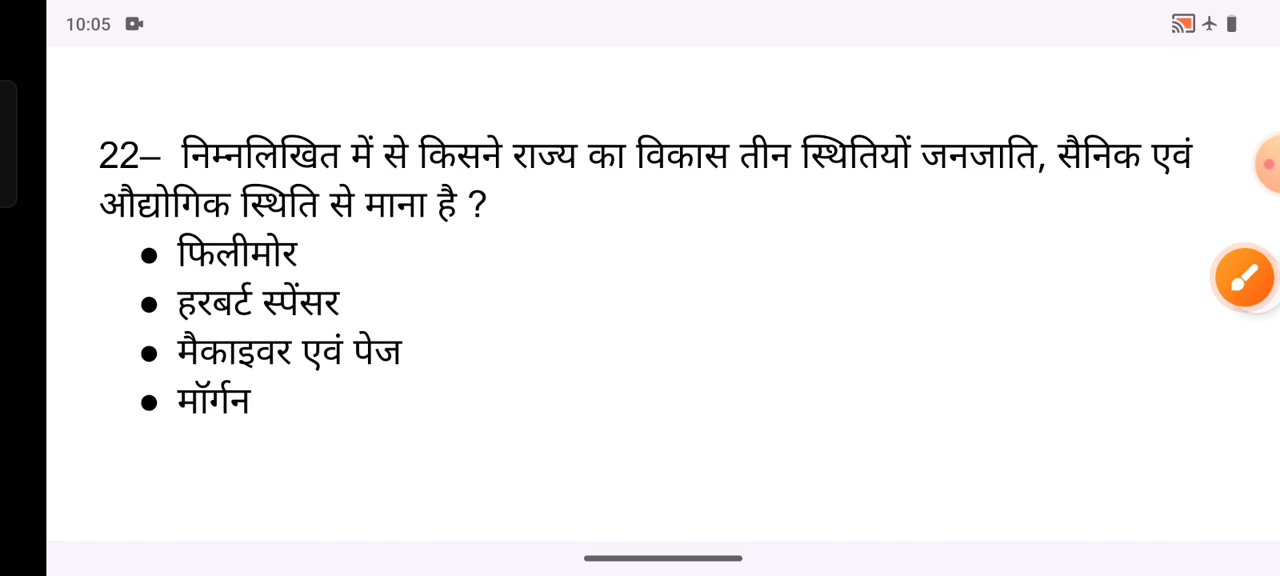 10:05
22– निम्नलिखित में से किसने राज्य का विकास तीन स्थितियों जनजाति, सैनिक एवं
औद्योगिक स्थिति से माना है ?
● फिलीमोर
● हरबर्ट स्पेंसर
● मैकाइवर एवं पेज
● मॉर्गन